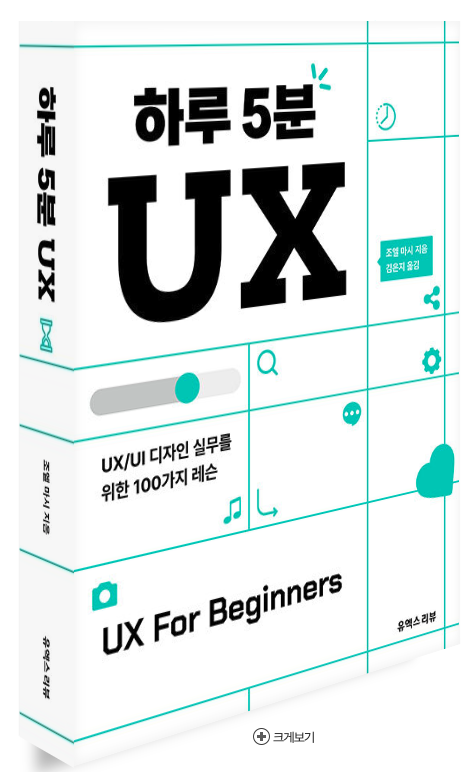 하루 5분 UX
조엘 마시 지음
유엑스리뷰
하루 5분
UX
조엘 마시 지음
김은지 옮김
UX/UI 디자인 실무를
위한 100가지 레슨
UX For Beginners
유엑스리뷰
크게보기